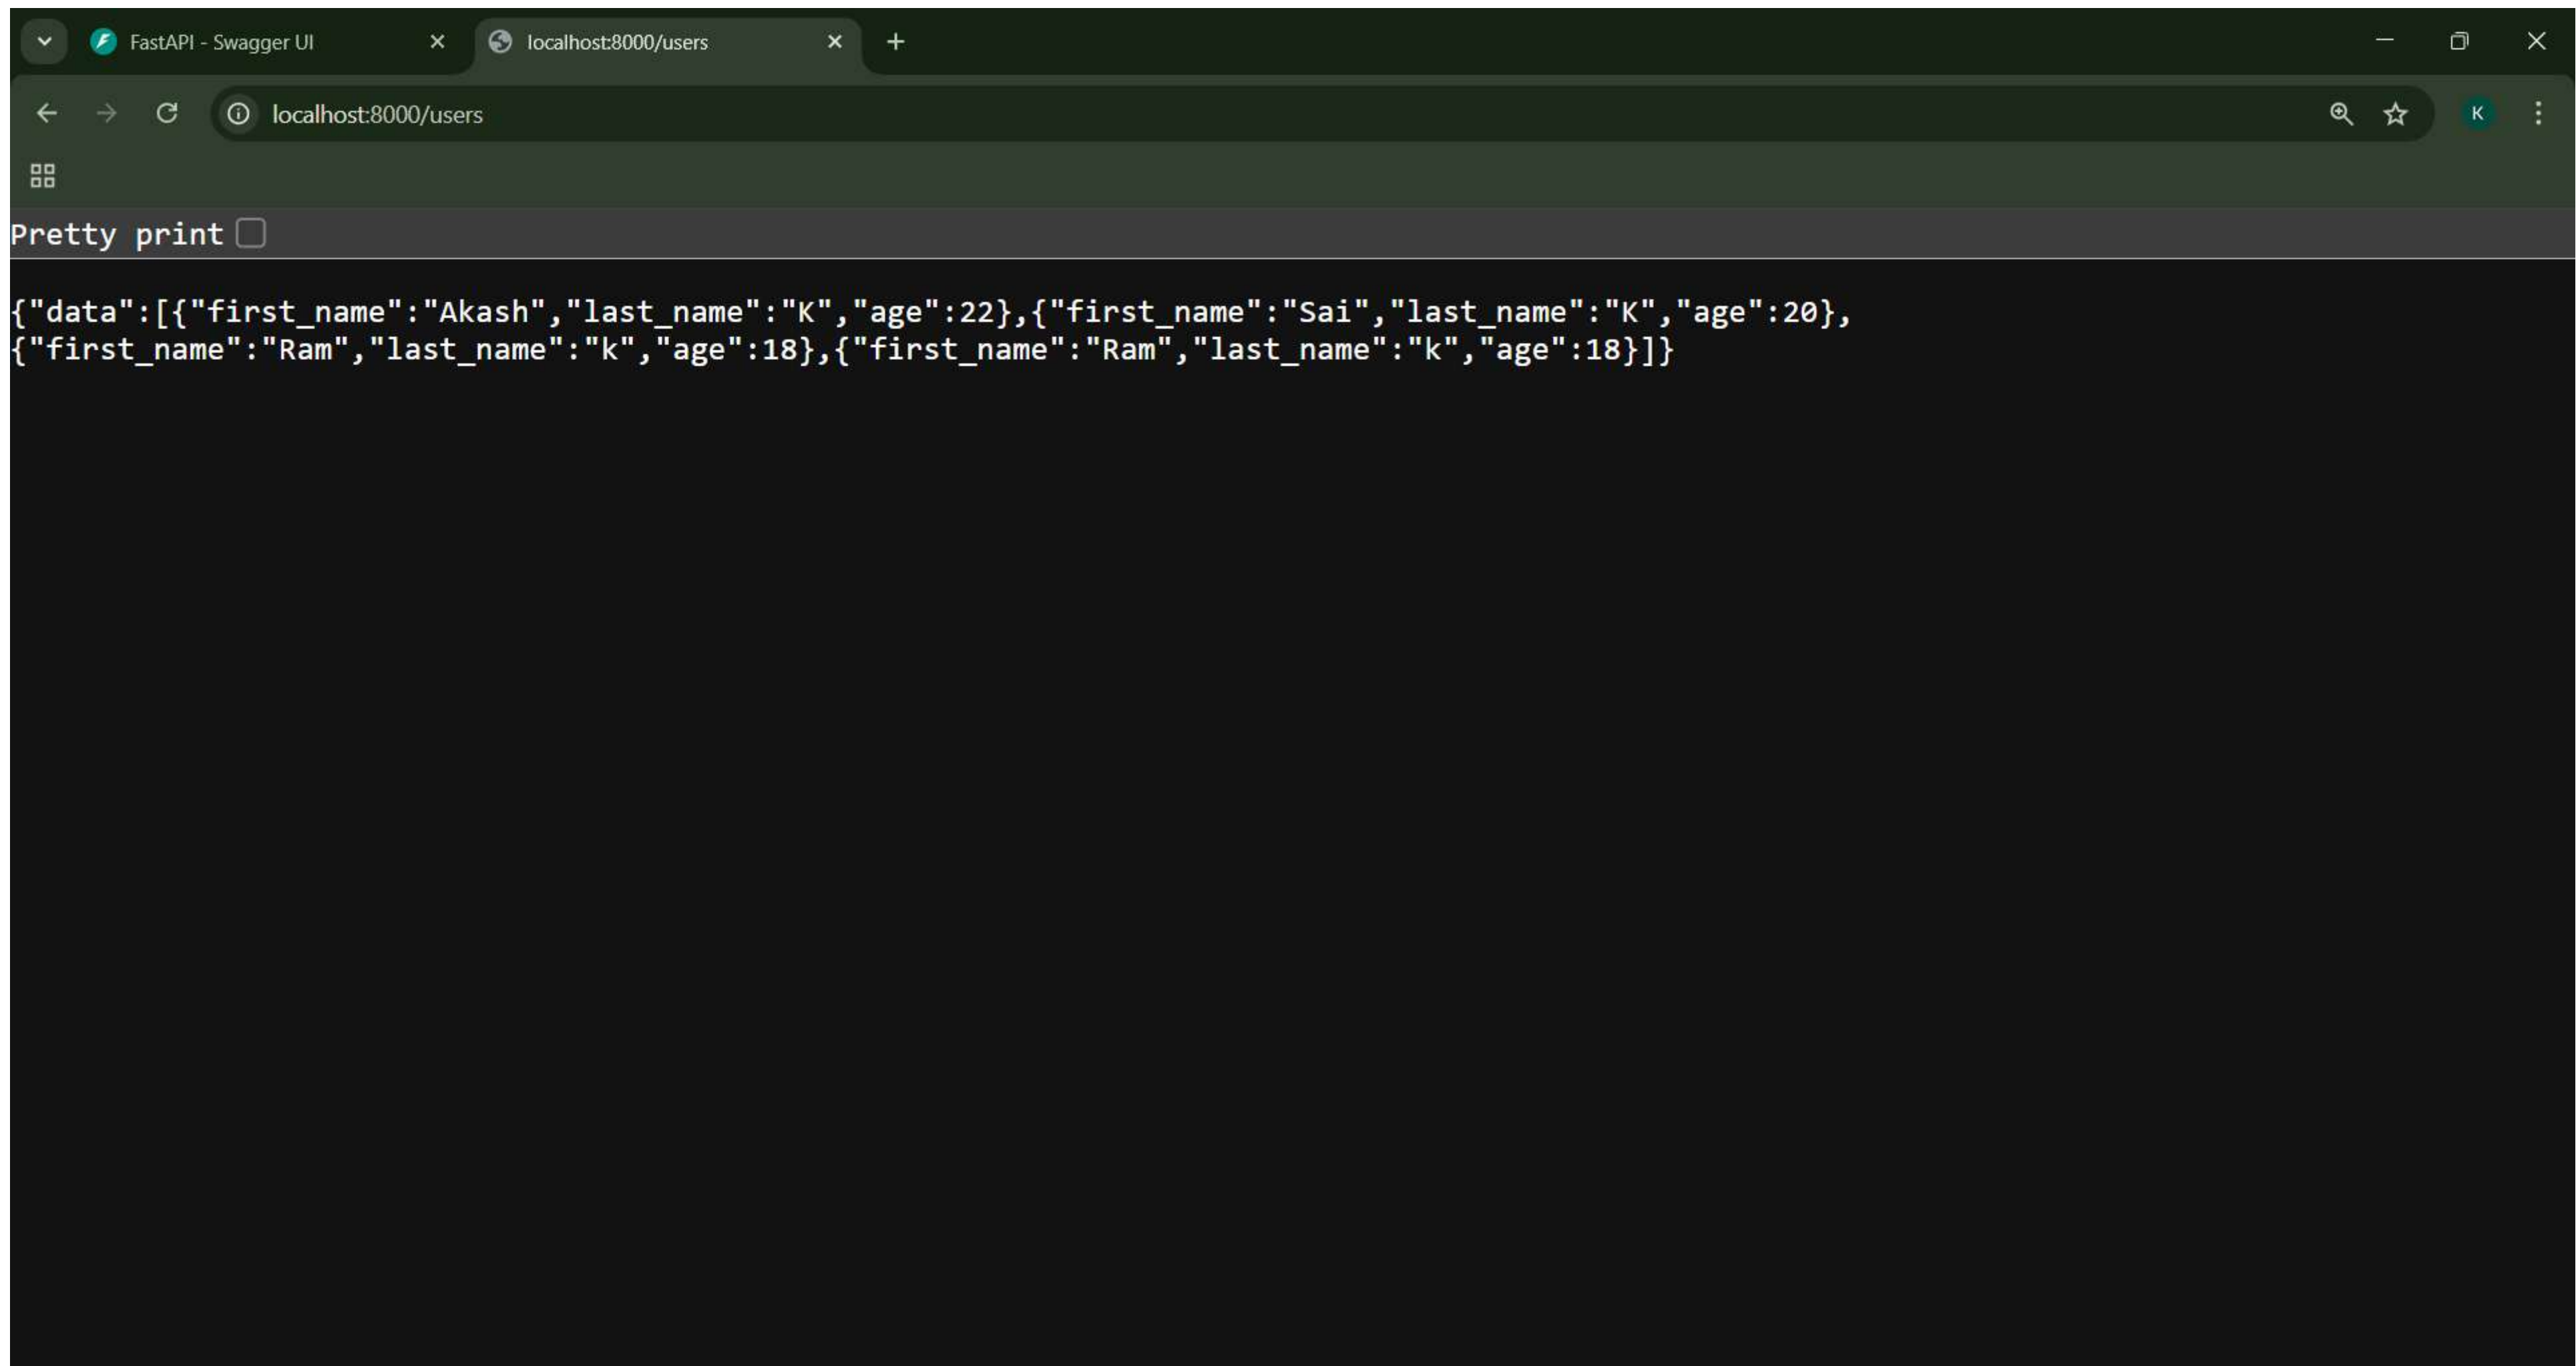 FastAPI - Swagger UI
localhost:8000/users
localhost:8000/users
K
Pretty print
{"data":[{"first_name":"Akash","last_name":"K","age":22},{"first_name":"Sai","last_name":"K","age":20},
{"first_name":"Ram","last_name":"k","age":18},{"first_name":"Ram","last_name":"k","age":18}]}